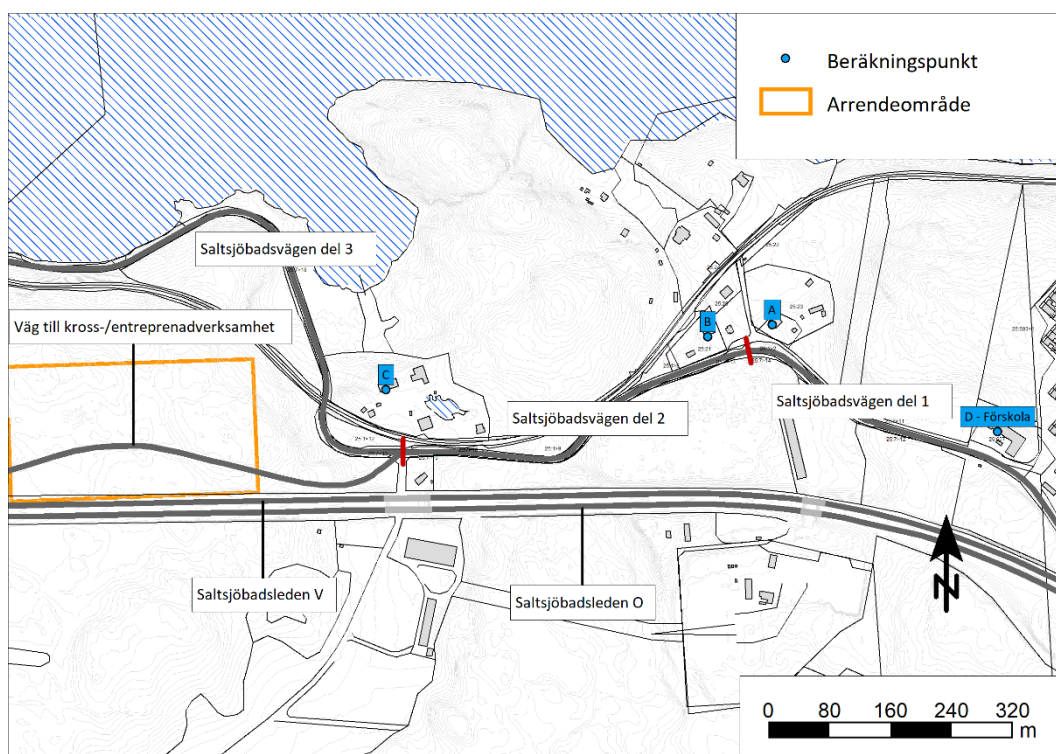 Beräkningspunkt
Arrendeområde
Saltsjöbadsvägen del 3
Väg till kross-/entreprenadverksamhet
B
A
C
Saltsjöbadsvägen del 1
Saltsjöbadsvägen del 2
D - Förskola
Saltsjöbadsleden V
Saltsjöbadsleden O
N
0 80 160 240 320
m